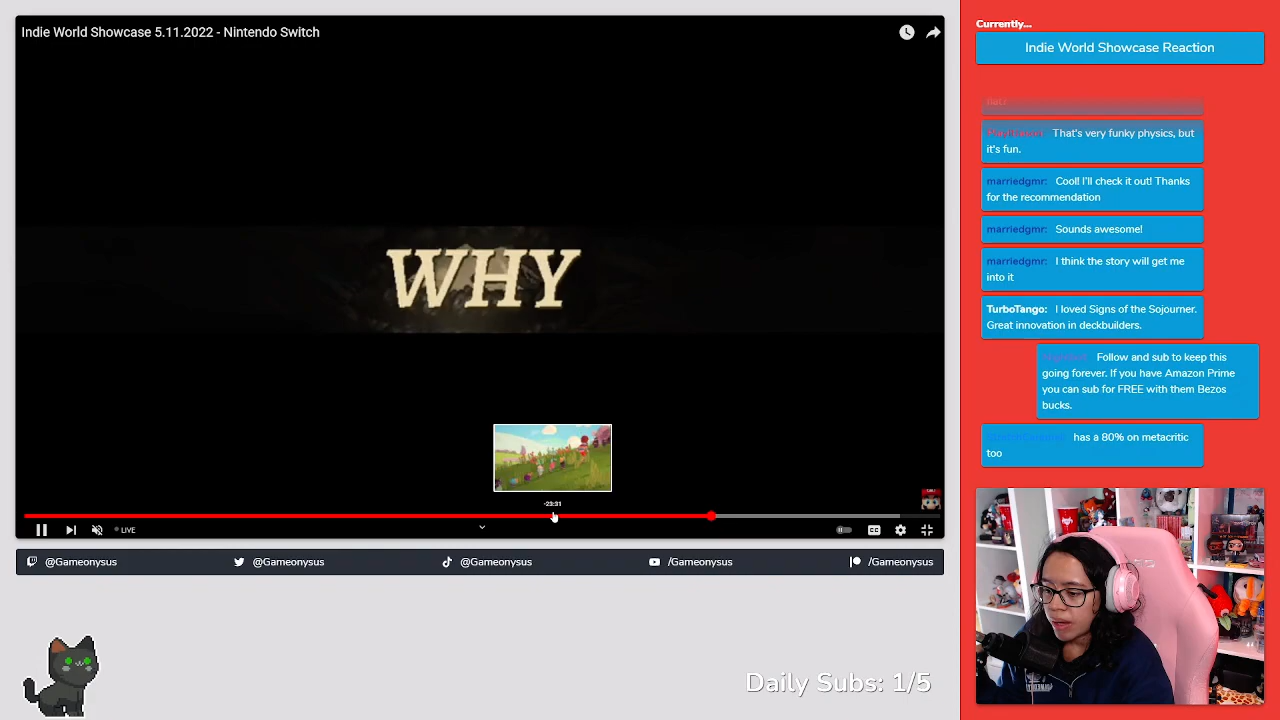 Indie World Showcase 5.11.2022 - Nintendo Switch
WHY
-23:31
LIVE
CC
@Gameonysus
@Gameonysus
@Gameonysus
/Gameonysus
/Gameonysus
Daily Subs: 1/5
Currently...
Indie World Showcase Reaction
That's very funky physics, but
it's fun.
marriedgmr: Cool! I'll check it out! Thanks
for the recommendation
marriedgmr: Sounds awesome!
marriedgmr: I think the story will get me
into it
TurboTango: I loved Signs of the Sojourner.
Great innovation in deckbuilders.
Follow and sub to keep this
going forever. If you have Amazon Prime
you can sub for FREE with them Bezos
bucks.
has a 80% on metacritic
too